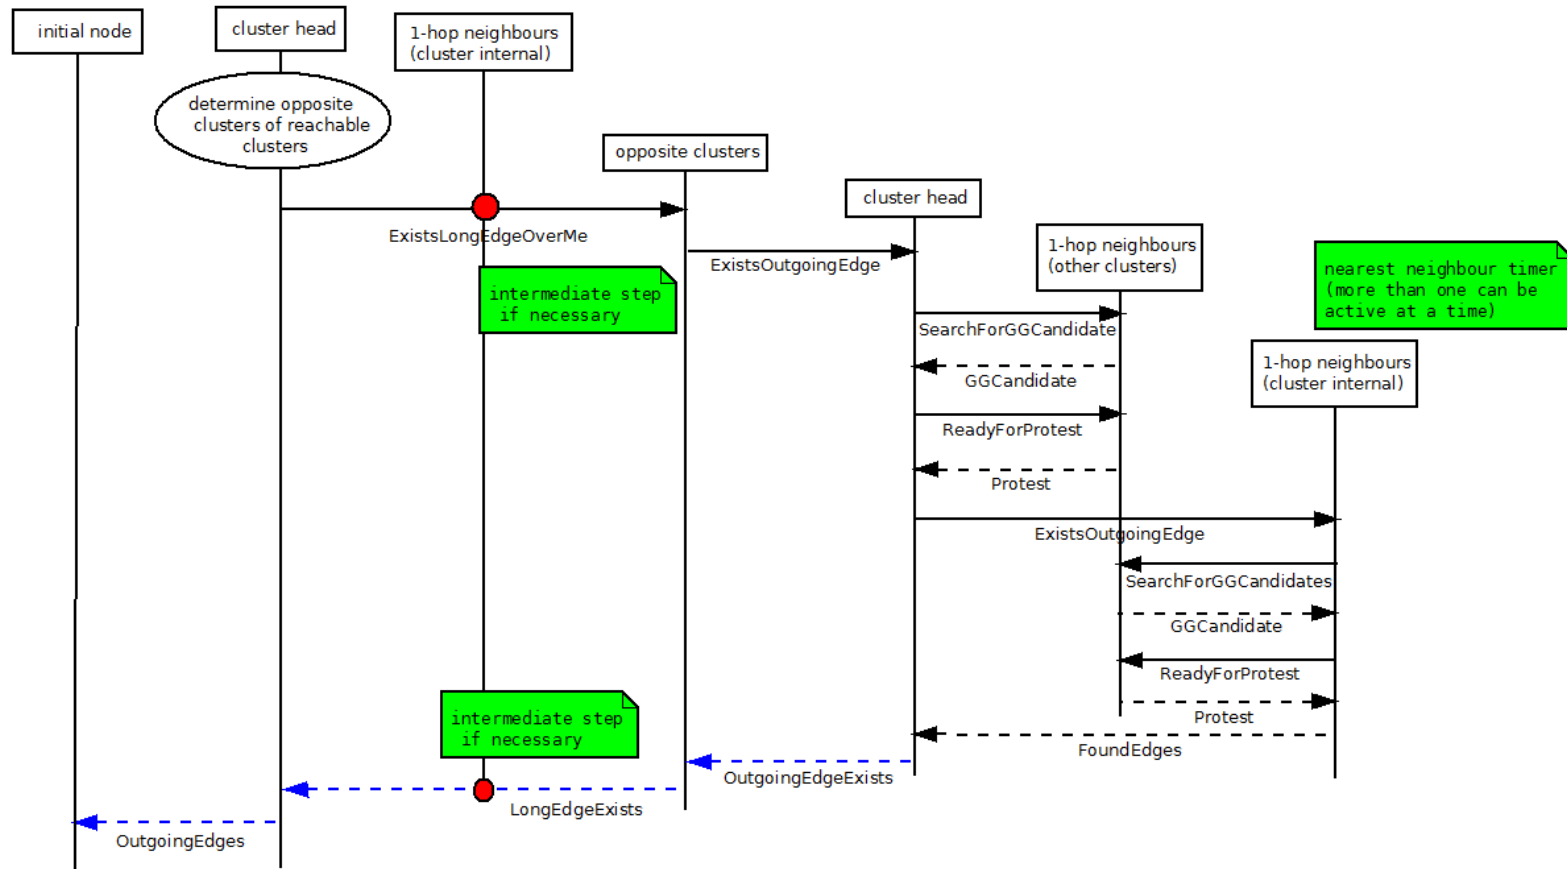 initial node
cluster head
1-hop neighbours
(cluster internal)
determine opposite
clusters of reachable
clusters
opposite clusters
cluster head
ExistsLongEdgeOverMe
1-hop neighbours
(other clusters)
ExistsOutgoingEdge
nearest neighbour timer
(more than one can be
active at a time)
intermediate step
if necessary
SearchForGGCandidate
1-hop neighbours
(cluster internal)
GGCandidate
ReadyForProtest
Protest
ExistsOutgoingEdge
SearchForGGCandidates
GGCandidate
ReadyForProtest
Protest
intermediate step
if necessary
FoundEdges
OutgoingEdgeExists
LongEdgeExists
OutgoingEdges